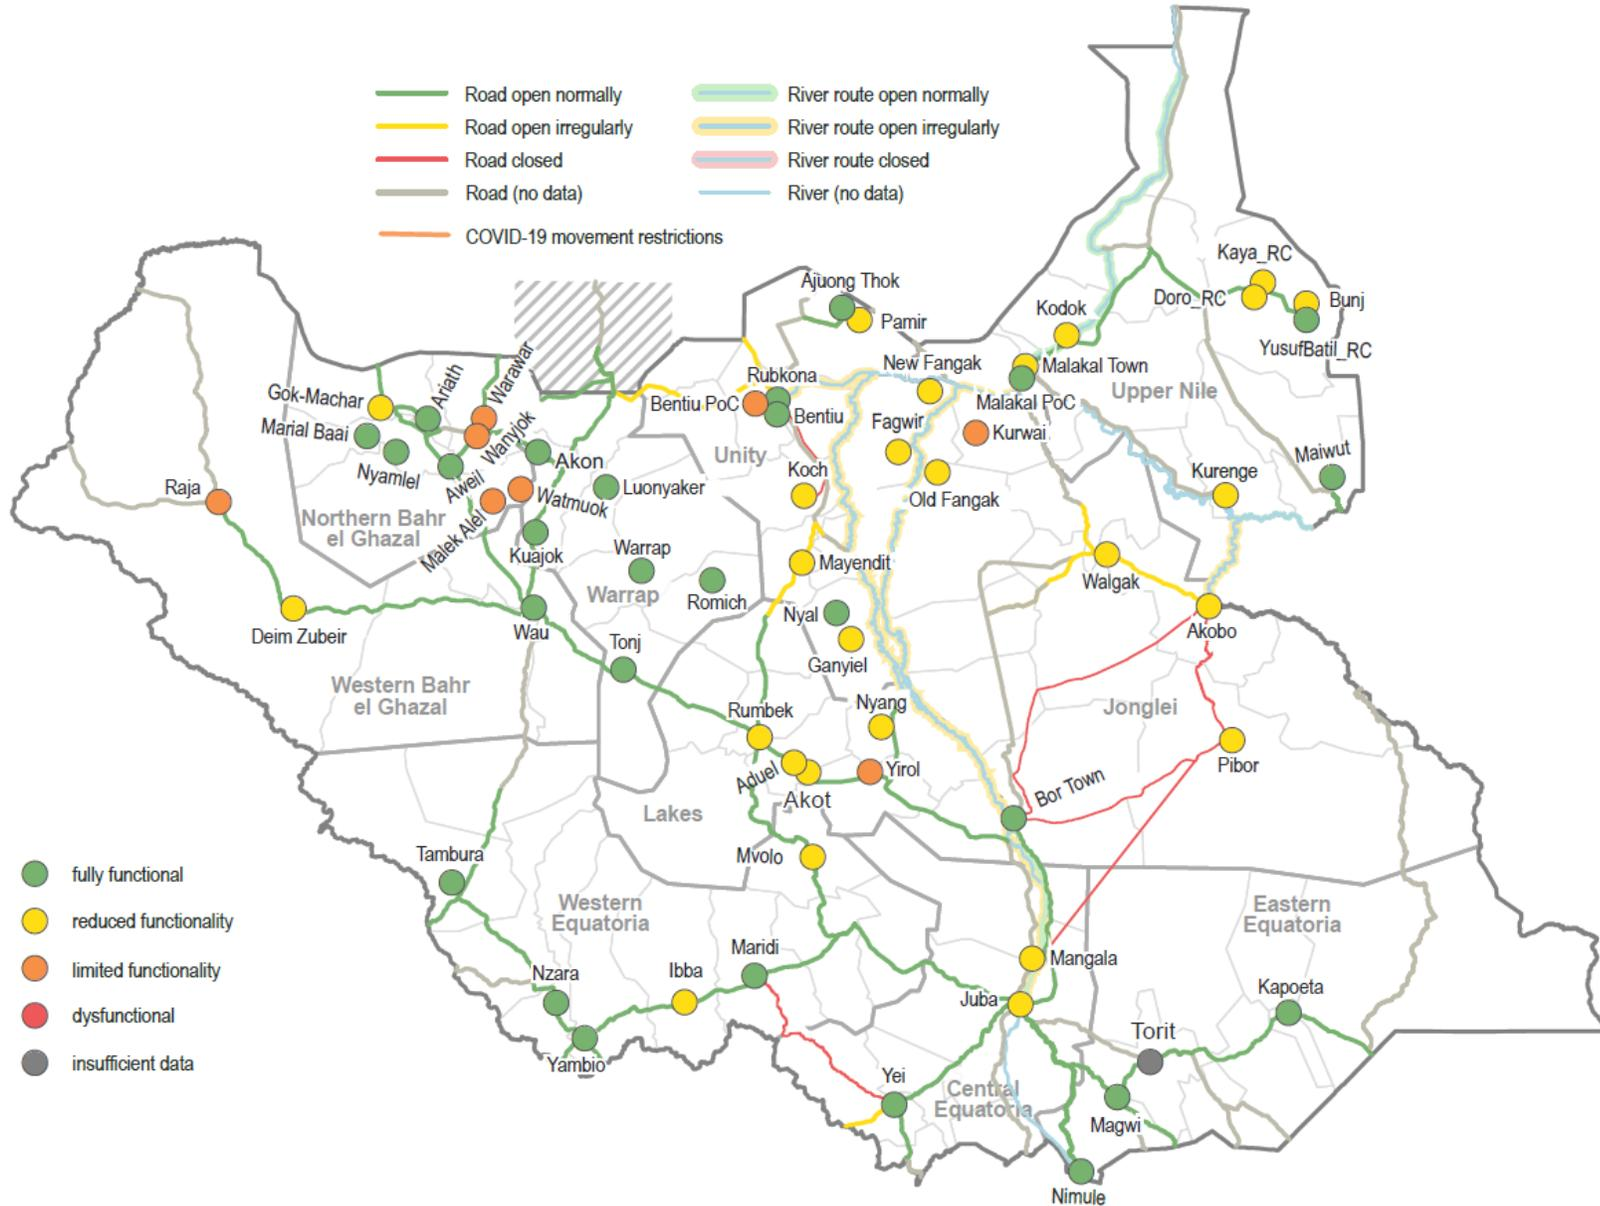 Road open normally
Road open irregularly
Road closed
Road (no data)
COVID-19 movement restrictions
River route open normally
River route open irregularly
River route closed
River (no data)
Kaya_RC
Doro_RC
Bunj
YusufBatil_RC
Ajuong Thok
Pamir
Kodok
New Fangak
Malakal Town
Malakal PoC
Upper Nile
Rubkona
Bentiu PoC
Bentiu
Fagwir
Kurwai
Old Fangak
Unity
Koch
Maiwut
Kurenge
Gok-Machar
Ariath
Warawar
Marial Baai
Nyamlel
Wanyjok
Aweil
Akon
Watmuok
Luonyaker
Malek Alel
Raja
Northern Bahr
el Ghazal
Kuajok
Warrap
Warrap
Romich
Mayendit
Walgak
Nyal
Ganyiel
Akobo
Deim Zubeir
Wau
Tonj
Western Bahr
el Ghazal
Rumbek
Nyang
Jonglei
Pibor
Aduel
Akot
Yirol
Bor Town
Lakes
Mvolo
Tambura
Western
Equatoria
Eastern
Equatoria
fully functional
reduced functionality
limited functionality
dysfunctional
insufficient data
Maridi
Ibba
Nzara
Yambio
Mangala
Juba
Kapoeta
Torit
Yei
Central
Equatoria
Magwi
Nimule